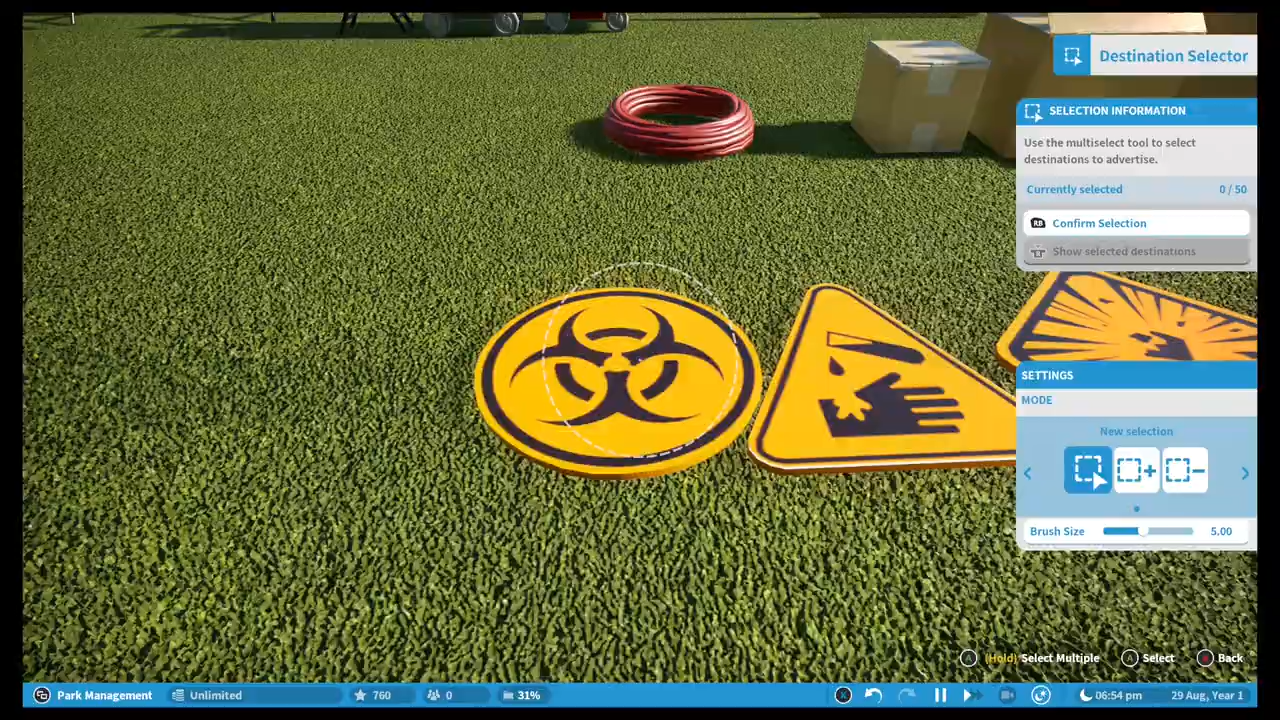 Destination Selector
SELECTION INFORMATION
Use the multiselect tool to select
destinations to advertise.
Currently selected 0 / 50
RB Confirm Selection
Show selected destinations
SETTINGS
MODE
New selection
Brush Size 5.00
A (Hold) Select Multiple A Select B Back
Park Management Unlimited 760 0 31% X 06:54 pm 29 Aug, Year 1